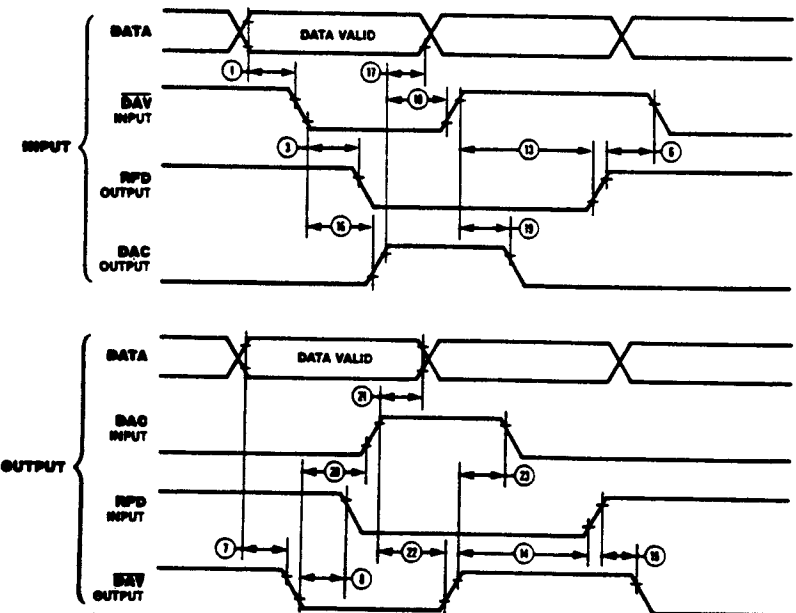 INPUT
DATA
DATA VALID
1
17
DAV
INPUT
18
3
13
6
RFD
OUTPUT
16
19
DAC
OUTPUT
OUTPUT
DATA
DATA VALID
21
DAC
INPUT
20
23
RFD
INPUT
7
22
14
15
8
DAV
OUTPUT